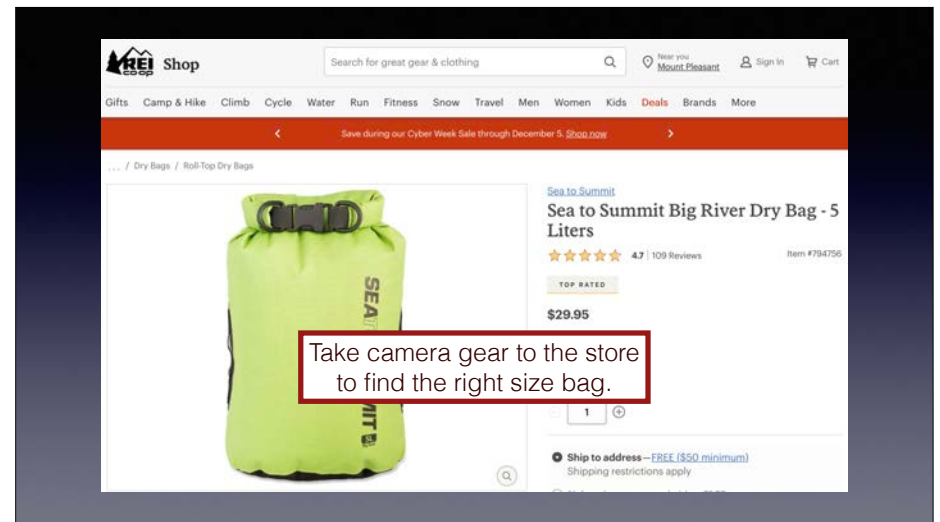 REI co-op Shop
Search for great gear & clothing
Near you
Mount Pleasant
Sign In
Cart
Gifts Camp & Hike Climb Cycle Water Run Fitness Snow Travel Men Women Kids Deals Brands More
Save during our Cyber Week Sale through December 5. Shop now
... / Dry Bags / Roll-Top Dry Bags
Sea to Summit
Sea to Summit Big River Dry Bag - 5
Liters
4.7 | 109 Reviews
Item #794756
TOP RATED
$29.95
SEA
MIT
Take camera gear to the store
to find the right size bag.
1
Ship to address—FREE ($50 minimum)
Shipping restrictions apply